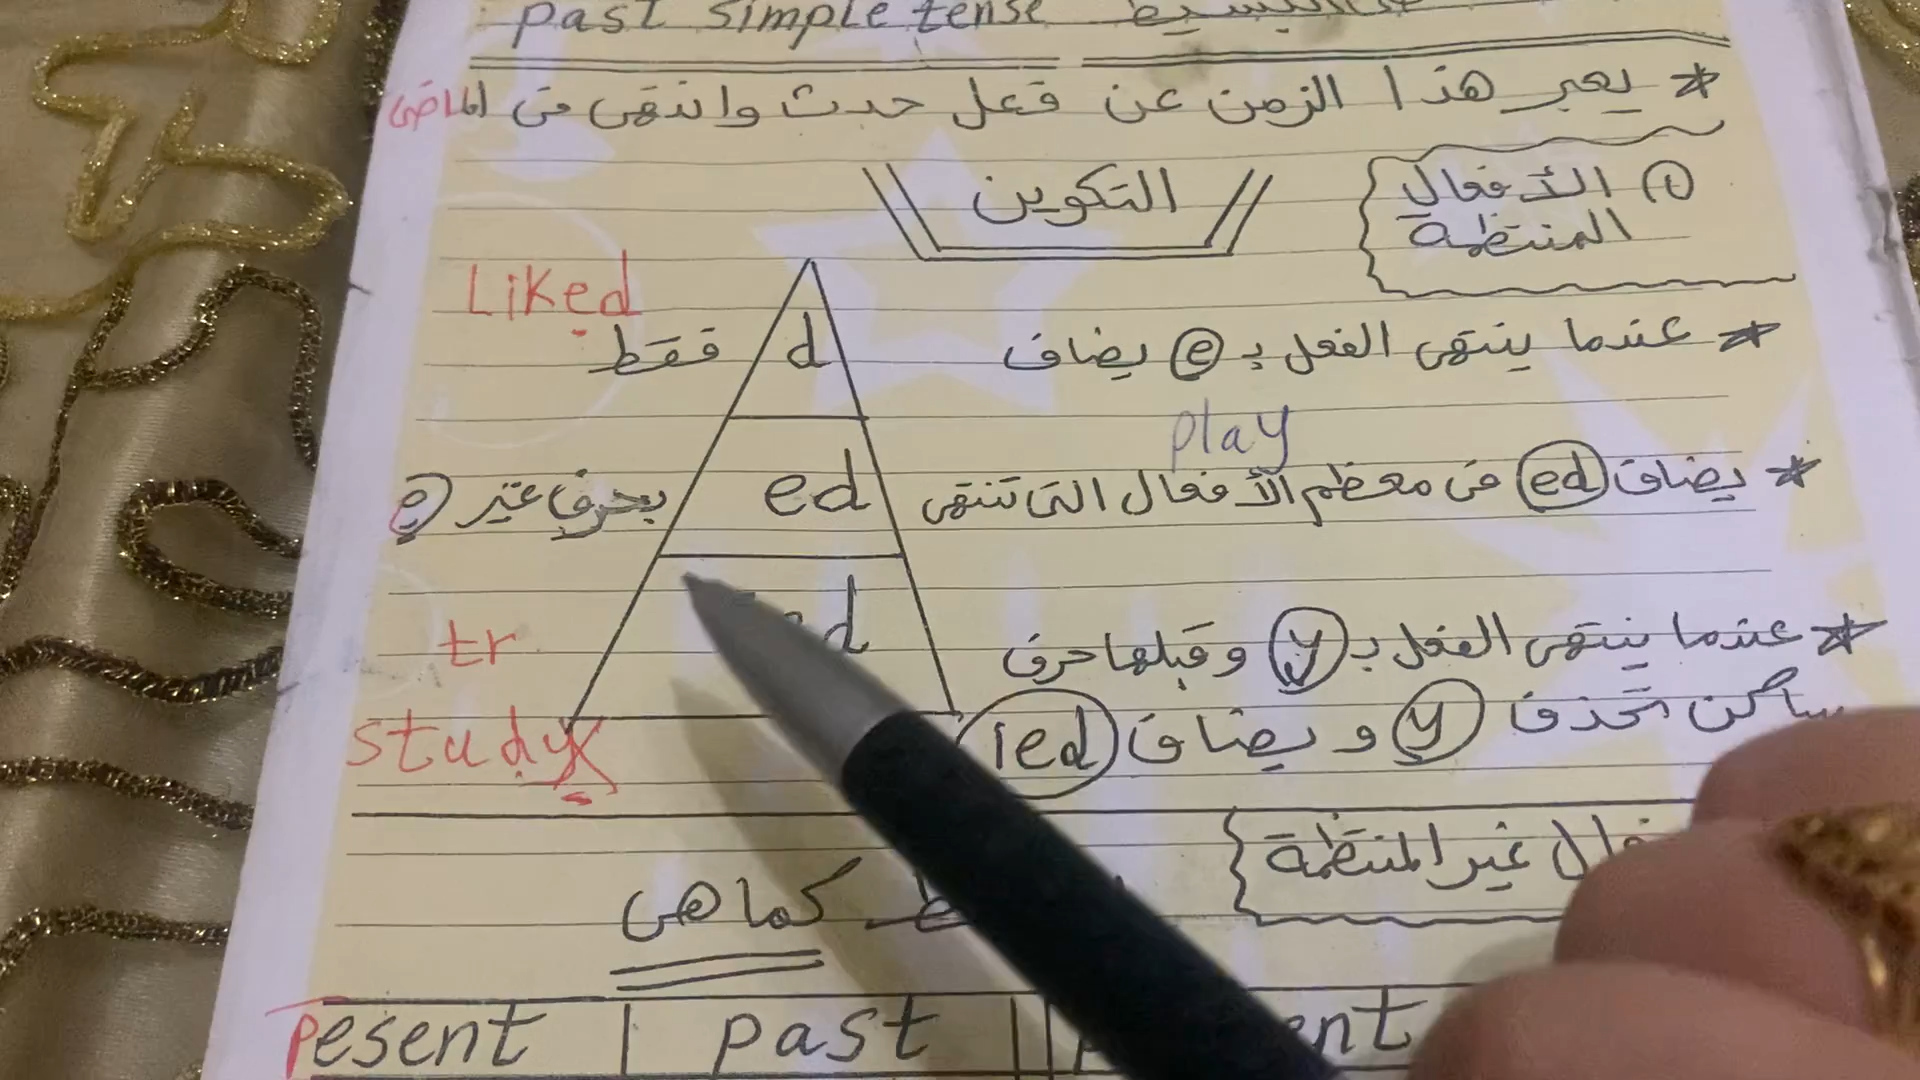 past simple tense
* يعبر هذا الزمن عن فعل حدث وانتهى فى الماضى
التكوين
① الأفعال
المنتظمة
Liked
* عندما ينتهى الفعل بـ e يضاف d فقط
play
* يضاف ed فى معظم الأفعال التى تنتهى ed بحرف غير e
* عندما ينتهى الفعل بـ y وقبلها حرف
tr
ساكن تحذف y و يضاف ied
study
غير المنتظمة
كما هى
Pesent | past